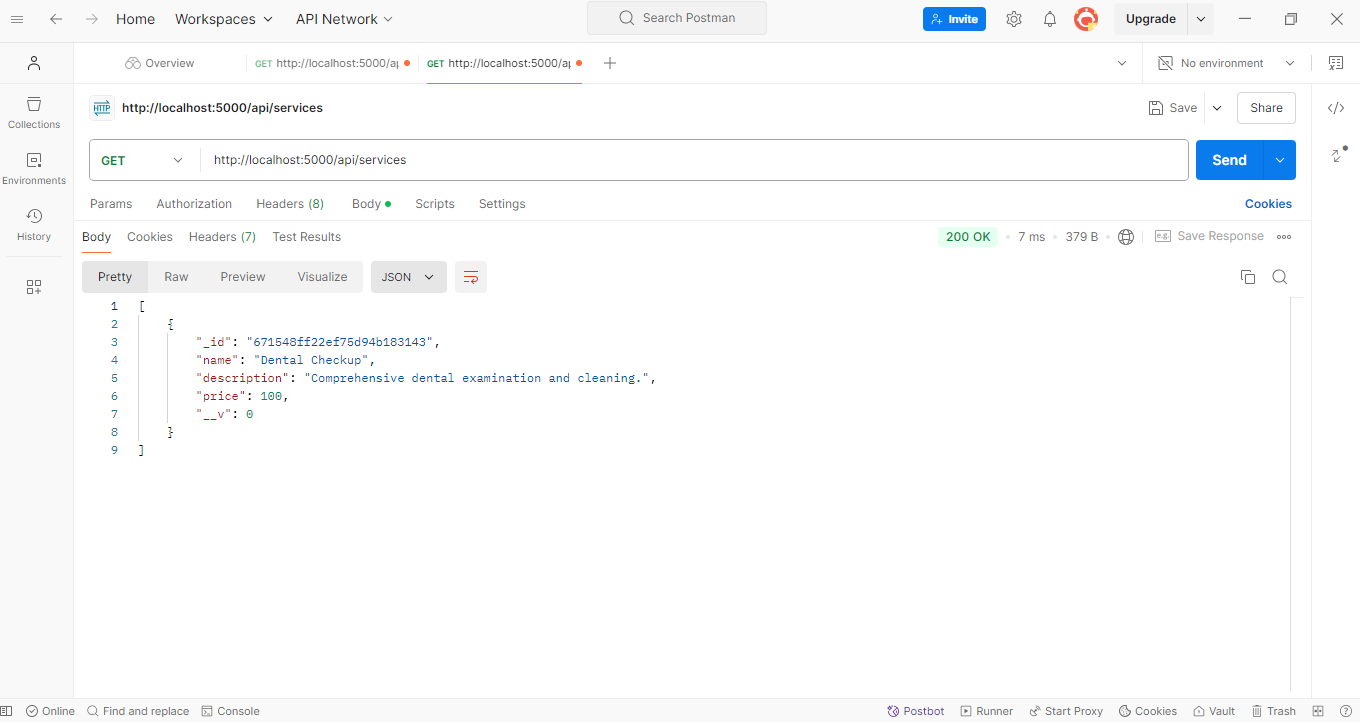 Home Workspaces API Network Search Postman Invite Upgrade
Overview GET http://localhost:5000/ap GET http://localhost:5000/ap No environment
HTTP http://localhost:5000/api/services Save Share
Collections
GET http://localhost:5000/api/services Send
Environments
Params Authorization Headers (8) Body Scripts Settings Cookies
History
Body Cookies Headers (7) Test Results 200 OK 7 ms 379 B e.g. Save Response
Pretty Raw Preview Visualize JSON
1 [
2 {
3 "_id": "671548ff22ef75d94b183143",
4 "name": "Dental Checkup",
5 "description": "Comprehensive dental examination and cleaning.",
6 "price": 100,
7 "__v": 0
8 }
9 ]
Online Find and replace Console Postbot Runner Start Proxy Cookies Vault Trash